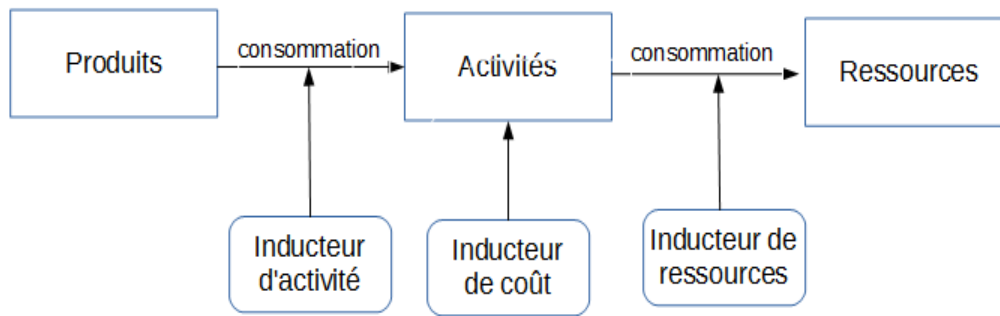 Produits
consommation
Activités
consommation
Ressources
Inducteur
d'activité
Inducteur
de coût
Inducteur de
ressources